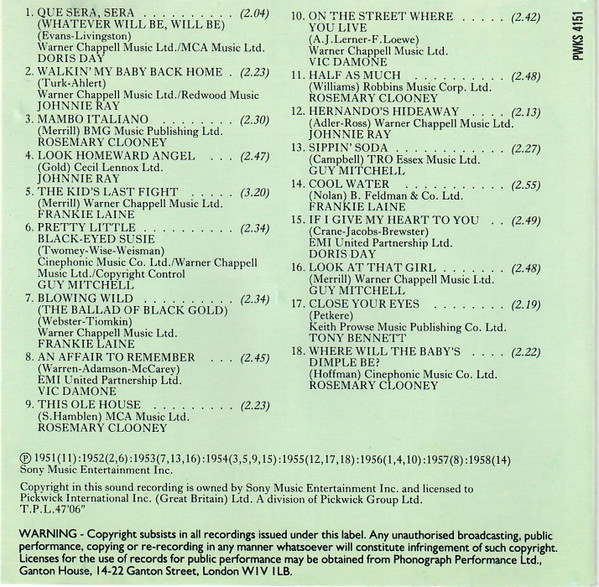 1. QUE SERA, SERA . . . . . . . . . . (2.04)
(WHATEVER WILL BE, WILL BE)
(Evans-Livingston)
Warner Chappell Music Ltd./MCA Music Ltd.
DORIS DAY
2. WALKIN' MY BABY BACK HOME . (2.23)
(Turk-Ahlert)
Warner Chappell Music Ltd./Redwood Music
JOHNNIE RAY
3. MAMBO ITALIANO . . . . . . . . . (2.30)
(Merrill) BMG Music Publishing Ltd.
ROSEMARY CLOONEY
4. LOOK HOMEWARD ANGEL . . . (2.47)
(Gold) Cecil Lennox Ltd.
JOHNNIE RAY
5. THE KID'S LAST FIGHT . . . . . (3.20)
(Merrill) Warner Chappell Music Ltd.
FRANKIE LAINE
6. PRETTY LITTLE . . . . . . . . . . (2.34)
BLACK-EYED SUSIE
(Twomey-Wise-Weisman)
Cinephonic Music Co. Ltd./Warner Chappell
Music Ltd./Copyright Control
GUY MITCHELL
7. BLOWING WILD . . . . . . . . . . (2.34)
(THE BALLAD OF BLACK GOLD)
(Webster-Tiomkin)
Warner Chappell Music Ltd.
FRANKIE LAINE
8. AN AFFAIR TO REMEMBER . . . (2.45)
(Warren-Adamson-McCarey)
EMI United Partnership Ltd.
VIC DAMONE
9. THIS OLE HOUSE . . . . . . . . . (2.23)
(S.Hamblen) MCA Music Ltd.
ROSEMARY CLOONEY
10. ON THE STREET WHERE . . . (2.42)
YOU LIVE
(A.J.Lerner-F.Loewe)
Warner Chappell Music Ltd.
VIC DAMONE
11. HALF AS MUCH . . . . . . . . . . (2.48)
(Williams) Robbins Music Corp. Ltd.
ROSEMARY CLOONEY
12. HERNANDO'S HIDEAWAY . . . (2.13)
(Adler-Ross) Warner Chappell Music Ltd.
JOHNNIE RAY
13. SIPPIN' SODA . . . . . . . . . . . (2.27)
(Campbell) TRO Essex Music Ltd.
GUY MITCHELL
14. COOL WATER . . . . . . . . . . . (2.55)
(Nolan) B. Feldman & Co. Ltd.
FRANKIE LAINE
15. IF I GIVE MY HEART TO YOU . . (2.49)
(Crane-Jacobs-Brewster)
EMI United Partnership Ltd.
DORIS DAY
16. LOOK AT THAT GIRL . . . . . . . (2.48)
(Merrill) Warner Chappell Music Ltd.
GUY MITCHELL
17. CLOSE YOUR EYES . . . . . . . . (2.19)
(Petkere)
Keith Prowse Music Publishing Co. Ltd.
TONY BENNETT
18. WHERE WILL THE BABY'S . . . . (2.22)
DIMPLE BE?
(Hoffman) Cinephonic Music Co. Ltd.
ROSEMARY CLOONEY
PWKS 4151
Ⓟ 1951(11):1952(2,6):1953(7,13,16):1954(3,5,9,15):1955(12,17,18):1956(1,4,10):1957(8):1958(14)
Sony Music Entertainment Inc.
Copyright in this sound recording is owned by Sony Music Entertainment Inc. and licensed to
Pickwick International Inc. (Great Britain) Ltd. A division of Pickwick Group Ltd.
T.P.L.47'06"
WARNING - Copyright subsists in all recordings issued under this label. Any unauthorised broadcasting, public
performance, copying or re-recording in any manner whatsoever will constitute infringement of such copyright.
Licenses for the use of records for public performance may be obtained from Phonograph Performance Ltd.,
Ganton House, 14-22 Ganton Street, London W1V 1LB.